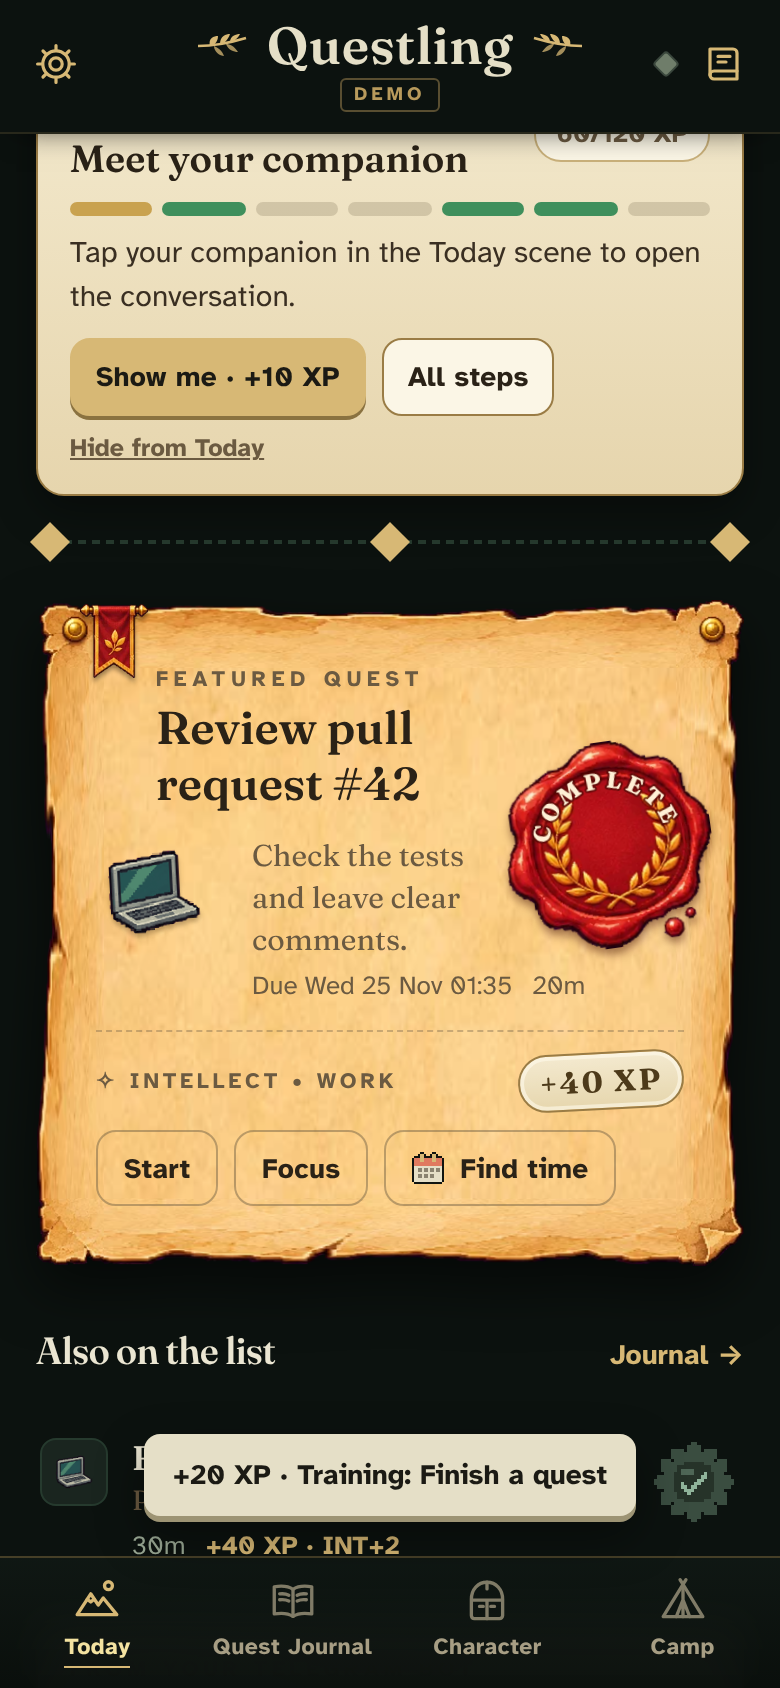 Questling
DEMO
60/120 XP
Meet your companion
Tap your companion in the Today scene to open
the conversation.
Show me · +10 XP
All steps
Hide from Today
FEATURED QUEST
Review pull
request #42
COMPLETE
Check the tests
and leave clear
comments.
Due Wed 25 Nov 01:35 20m
✧ INTELLECT • WORK
+40 XP
Start
Focus
Find time
Also on the list
Journal →
+20 XP · Training: Finish a quest
30m +40 XP · INT+2
Today
Quest Journal
Character
Camp